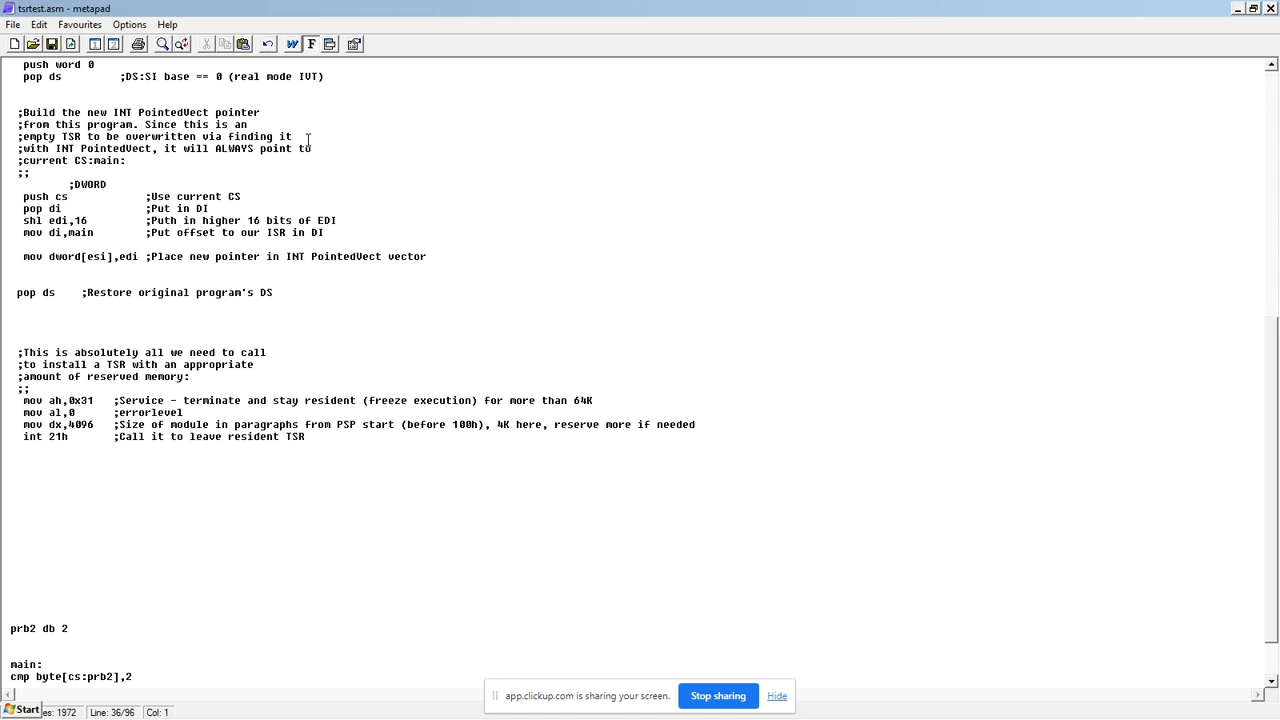 tsrtest.asm - metapad
File Edit Favourites Options Help
push word 0
pop ds ;DS:SI base == 0 (real mode IVT)
;Build the new INT PointedVect pointer
;from this program. Since this is an
;empty TSR to be overwritten via finding it
;with INT PointedVect, it will ALWAYS point to
;current CS:main:
;;
;DWORD
push cs ;Use current CS
pop di ;Put in DI
shl edi,16 ;Puth in higher 16 bits of EDI
mov di,main ;Put offset to our ISR in DI
mov dword[esi],edi ;Place new pointer in INT PointedVect vector
pop ds ;Restore original program's DS
;This is absolutely all we need to call
;to install a TSR with an appropriate
;amount of reserved memory:
;;
mov ah,0x31 ;Service - terminate and stay resident (freeze execution) for more than 64K
mov al,0 ;errorlevel
mov dx,4096 ;Size of module in paragraphs from PSP start (before 100h), 4K here, reserve more if needed
int 21h ;Call it to leave resident TSR
prb2 db 2
main:
cmp byte[cs:prb2],2
app.clickup.com is sharing your screen. Stop sharing Hide
Start es: 1972 Line: 36/96 Col: 1